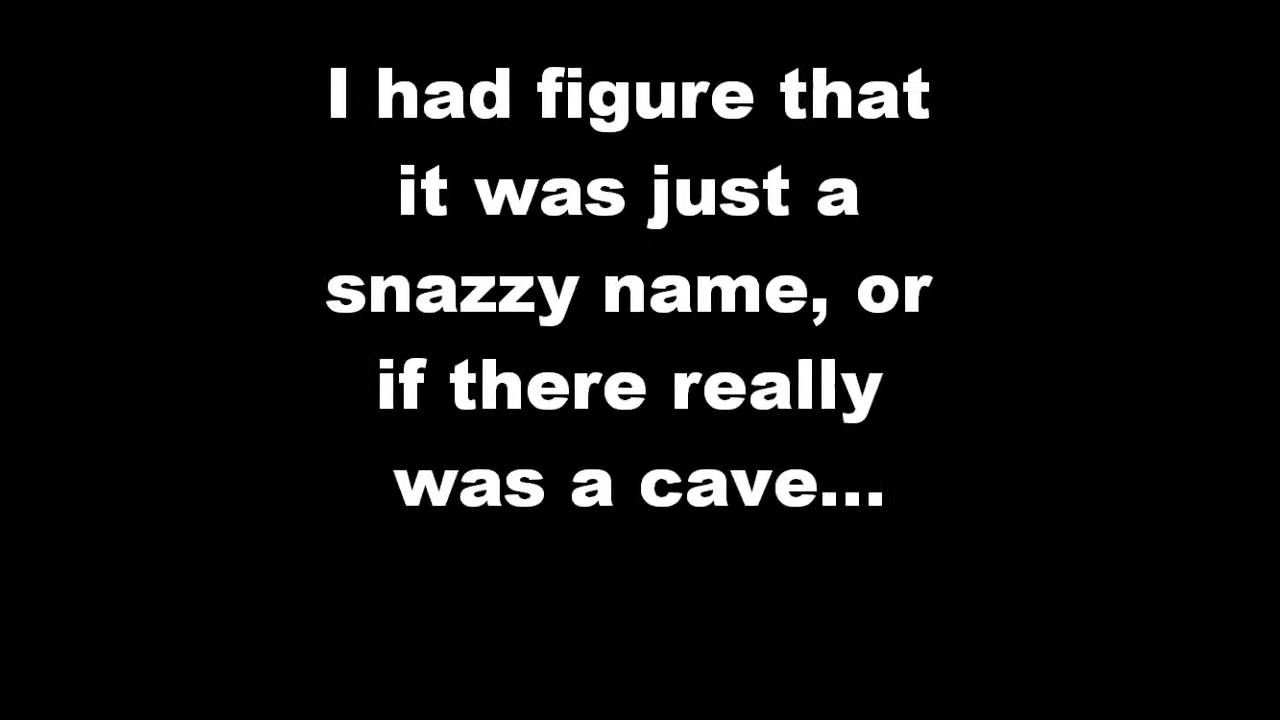 I had figure that
it was just a
snazzy name, or
if there really
was a cave...